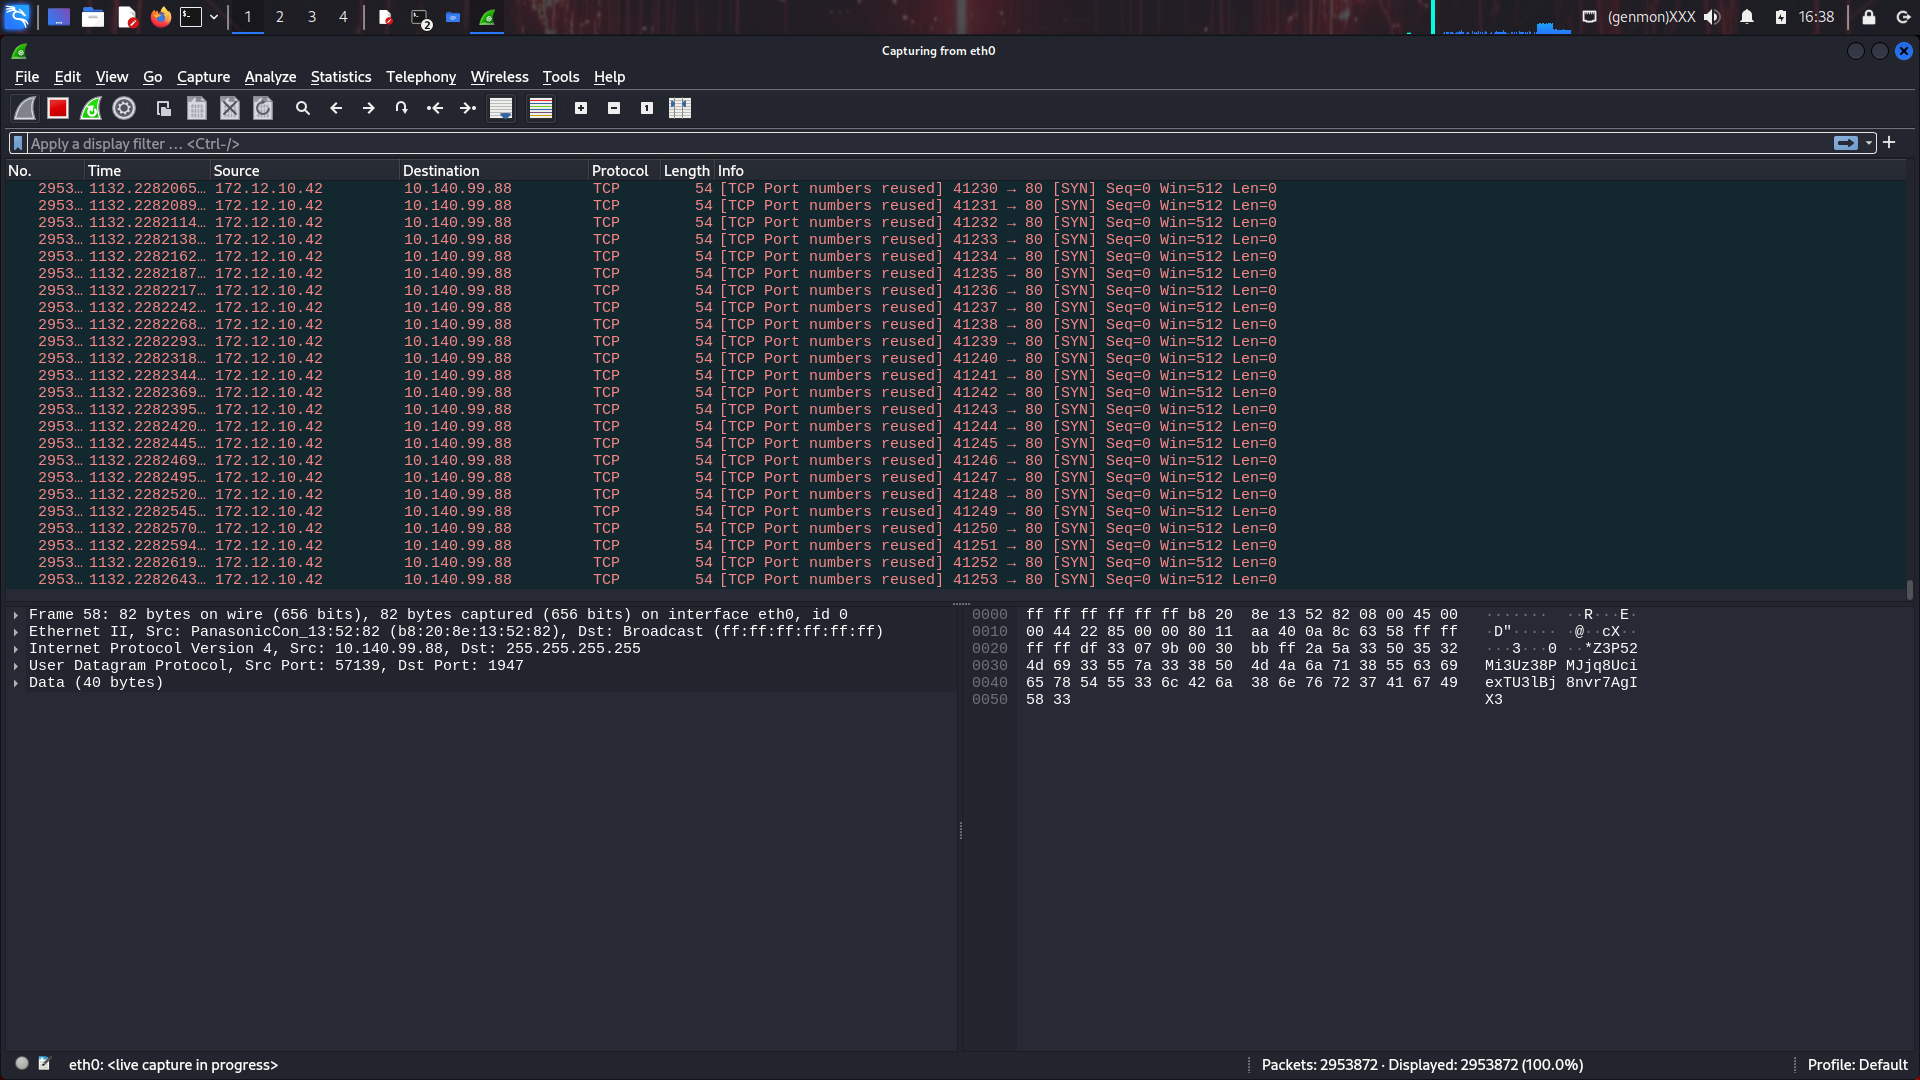 1 2 3 4 2 (genmon)XXX 16:38
Capturing from eth0
File Edit View Go Capture Analyze Statistics Telephony Wireless Tools Help
Apply a display filter … <Ctrl-/>
No. Time Source Destination Protocol Length Info
2953… 1132.2282065… 172.12.10.42 10.140.99.88 TCP 54 [TCP Port numbers reused] 41230 → 80 [SYN] Seq=0 Win=512 Len=0
2953… 1132.2282089… 172.12.10.42 10.140.99.88 TCP 54 [TCP Port numbers reused] 41231 → 80 [SYN] Seq=0 Win=512 Len=0
2953… 1132.2282114… 172.12.10.42 10.140.99.88 TCP 54 [TCP Port numbers reused] 41232 → 80 [SYN] Seq=0 Win=512 Len=0
2953… 1132.2282138… 172.12.10.42 10.140.99.88 TCP 54 [TCP Port numbers reused] 41233 → 80 [SYN] Seq=0 Win=512 Len=0
2953… 1132.2282162… 172.12.10.42 10.140.99.88 TCP 54 [TCP Port numbers reused] 41234 → 80 [SYN] Seq=0 Win=512 Len=0
2953… 1132.2282187… 172.12.10.42 10.140.99.88 TCP 54 [TCP Port numbers reused] 41235 → 80 [SYN] Seq=0 Win=512 Len=0
2953… 1132.2282217… 172.12.10.42 10.140.99.88 TCP 54 [TCP Port numbers reused] 41236 → 80 [SYN] Seq=0 Win=512 Len=0
2953… 1132.2282242… 172.12.10.42 10.140.99.88 TCP 54 [TCP Port numbers reused] 41237 → 80 [SYN] Seq=0 Win=512 Len=0
2953… 1132.2282268… 172.12.10.42 10.140.99.88 TCP 54 [TCP Port numbers reused] 41238 → 80 [SYN] Seq=0 Win=512 Len=0
2953… 1132.2282293… 172.12.10.42 10.140.99.88 TCP 54 [TCP Port numbers reused] 41239 → 80 [SYN] Seq=0 Win=512 Len=0
2953… 1132.2282318… 172.12.10.42 10.140.99.88 TCP 54 [TCP Port numbers reused] 41240 → 80 [SYN] Seq=0 Win=512 Len=0
2953… 1132.2282344… 172.12.10.42 10.140.99.88 TCP 54 [TCP Port numbers reused] 41241 → 80 [SYN] Seq=0 Win=512 Len=0
2953… 1132.2282369… 172.12.10.42 10.140.99.88 TCP 54 [TCP Port numbers reused] 41242 → 80 [SYN] Seq=0 Win=512 Len=0
2953… 1132.2282395… 172.12.10.42 10.140.99.88 TCP 54 [TCP Port numbers reused] 41243 → 80 [SYN] Seq=0 Win=512 Len=0
2953… 1132.2282420… 172.12.10.42 10.140.99.88 TCP 54 [TCP Port numbers reused] 41244 → 80 [SYN] Seq=0 Win=512 Len=0
2953… 1132.2282445… 172.12.10.42 10.140.99.88 TCP 54 [TCP Port numbers reused] 41245 → 80 [SYN] Seq=0 Win=512 Len=0
2953… 1132.2282469… 172.12.10.42 10.140.99.88 TCP 54 [TCP Port numbers reused] 41246 → 80 [SYN] Seq=0 Win=512 Len=0
2953… 1132.2282495… 172.12.10.42 10.140.99.88 TCP 54 [TCP Port numbers reused] 41247 → 80 [SYN] Seq=0 Win=512 Len=0
2953… 1132.2282520… 172.12.10.42 10.140.99.88 TCP 54 [TCP Port numbers reused] 41248 → 80 [SYN] Seq=0 Win=512 Len=0
2953… 1132.2282545… 172.12.10.42 10.140.99.88 TCP 54 [TCP Port numbers reused] 41249 → 80 [SYN] Seq=0 Win=512 Len=0
2953… 1132.2282570… 172.12.10.42 10.140.99.88 TCP 54 [TCP Port numbers reused] 41250 → 80 [SYN] Seq=0 Win=512 Len=0
2953… 1132.2282594… 172.12.10.42 10.140.99.88 TCP 54 [TCP Port numbers reused] 41251 → 80 [SYN] Seq=0 Win=512 Len=0
2953… 1132.2282619… 172.12.10.42 10.140.99.88 TCP 54 [TCP Port numbers reused] 41252 → 80 [SYN] Seq=0 Win=512 Len=0
2953… 1132.2282643… 172.12.10.42 10.140.99.88 TCP 54 [TCP Port numbers reused] 41253 → 80 [SYN] Seq=0 Win=512 Len=0
Frame 58: 82 bytes on wire (656 bits), 82 bytes captured (656 bits) on interface eth0, id 0
Ethernet II, Src: PanasonicCon_13:52:82 (b8:20:8e:13:52:82), Dst: Broadcast (ff:ff:ff:ff:ff:ff)
Internet Protocol Version 4, Src: 10.140.99.88, Dst: 255.255.255.255
User Datagram Protocol, Src Port: 57139, Dst Port: 1947
Data (40 bytes)
0000 ff ff ff ff ff ff b8 20 8e 13 52 82 08 00 45 00 ······· ··R···E·
0010 00 44 22 85 00 00 80 11 aa 40 0a 8c 63 58 ff ff ·D"····· ·@··cX··
0020 ff ff df 33 07 9b 00 30 bb ff 2a 5a 33 50 35 32 ···3···0 ··*Z3P52
0030 4d 69 33 55 7a 33 38 50 4d 4a 6a 71 38 55 63 69 Mi3Uz38P MJjq8Uci
0040 65 78 54 55 33 6c 42 6a 38 6e 76 72 37 41 67 49 exTU3lBj 8nvr7AgI
0050 58 33 X3
eth0: <live capture in progress> Packets: 2953872 · Displayed: 2953872 (100.0%) Profile: Default